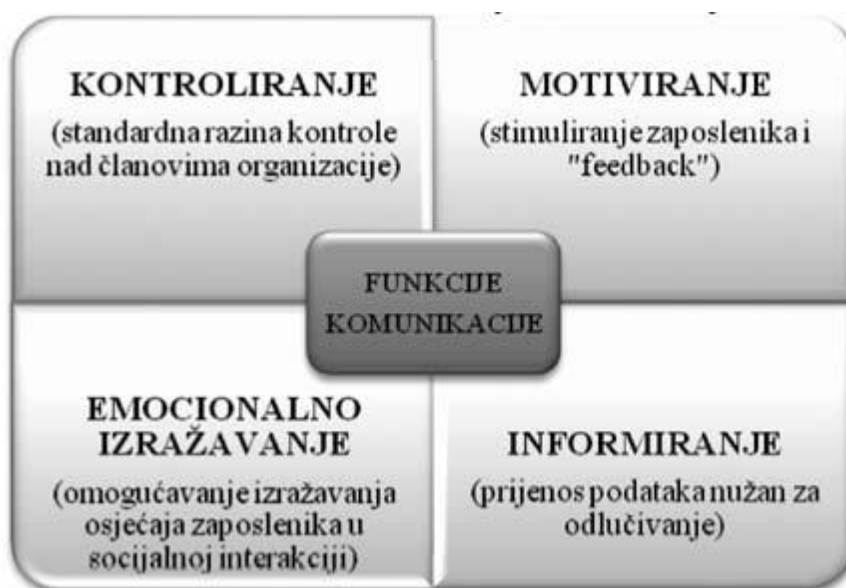 KONTROLIRANJE
(standardna razina kontrole
nad članovima organizacije)
MOTIVIRANJE
(stimuliranje zaposlenika i
"feedback")
FUNKCIJE
KOMUNIKACIJE
EMOCIONALNO
IZRAŽAVANJE
(omogućavanje izražavanja
osjećaja zaposlenika u
socijalnoj interakciji)
INFORMIRANJE
(prijenos podataka nužan za
odlučivanje)